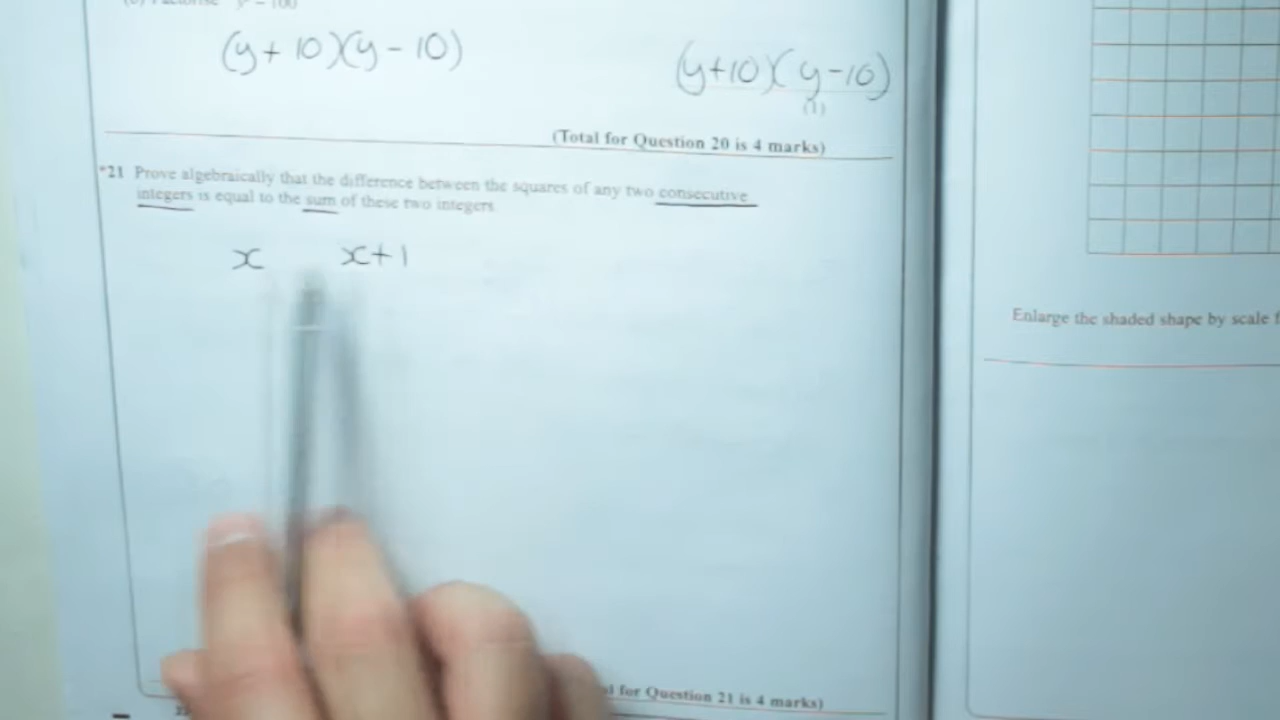 (y + 10)(y - 10)
(y+10)(y-10)
(1)
(Total for Question 20 is 4 marks)
*21 Prove algebraically that the difference between the squares of any two consecutive
integers is equal to the sum of these two integers.
x x+1
for Question 21 is 4 marks)
Enlarge the shaded shape by scale